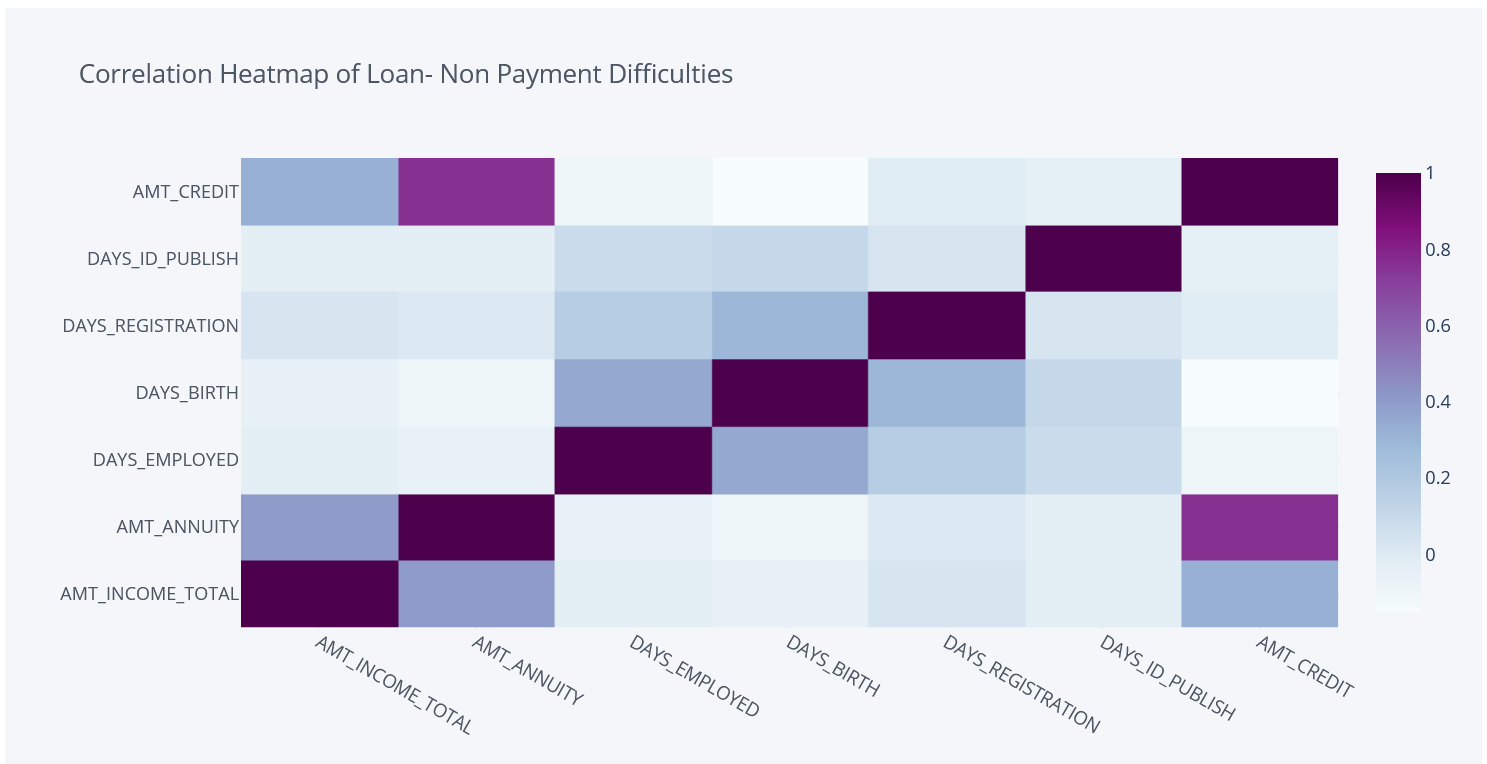 Correlation Heatmap of Loan- Non Payment Difficulties
AMT_CREDIT
DAYS_ID_PUBLISH
DAYS_REGISTRATION
DAYS_BIRTH
DAYS_EMPLOYED
AMT_ANNUITY
AMT_INCOME_TOTAL
AMT_INCOME_TOTAL
AMT_ANNUITY
DAYS_EMPLOYED
DAYS_BIRTH
DAYS_REGISTRATION
DAYS_ID_PUBLISH
AMT_CREDIT
1
0.8
0.6
0.4
0.2
0